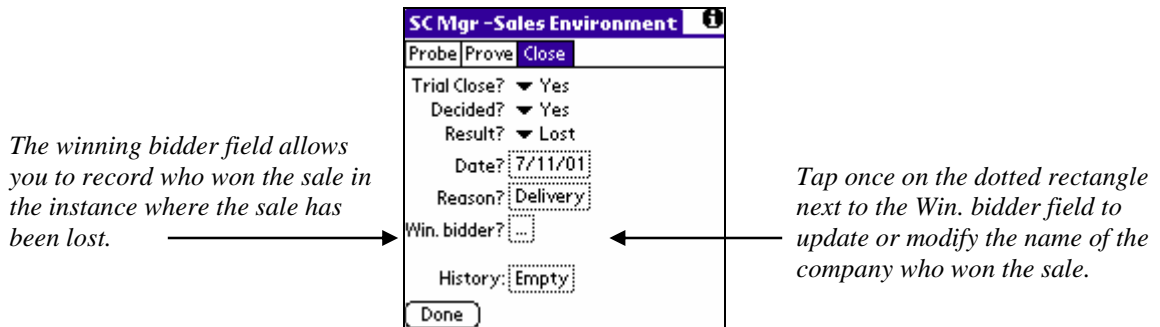 SC Mgr -Sales Environment
Probe Prove Close
Trial Close? Yes
Decided? Yes
Result? Lost
Date? 7/11/01
Reason? Delivery
Win. bidder? ...
History: Empty
Done
The winning bidder field allows
you to record who won the sale in
the instance where the sale has
been lost.
Tap once on the dotted rectangle
next to the Win. bidder field to
update or modify the name of the
company who won the sale.